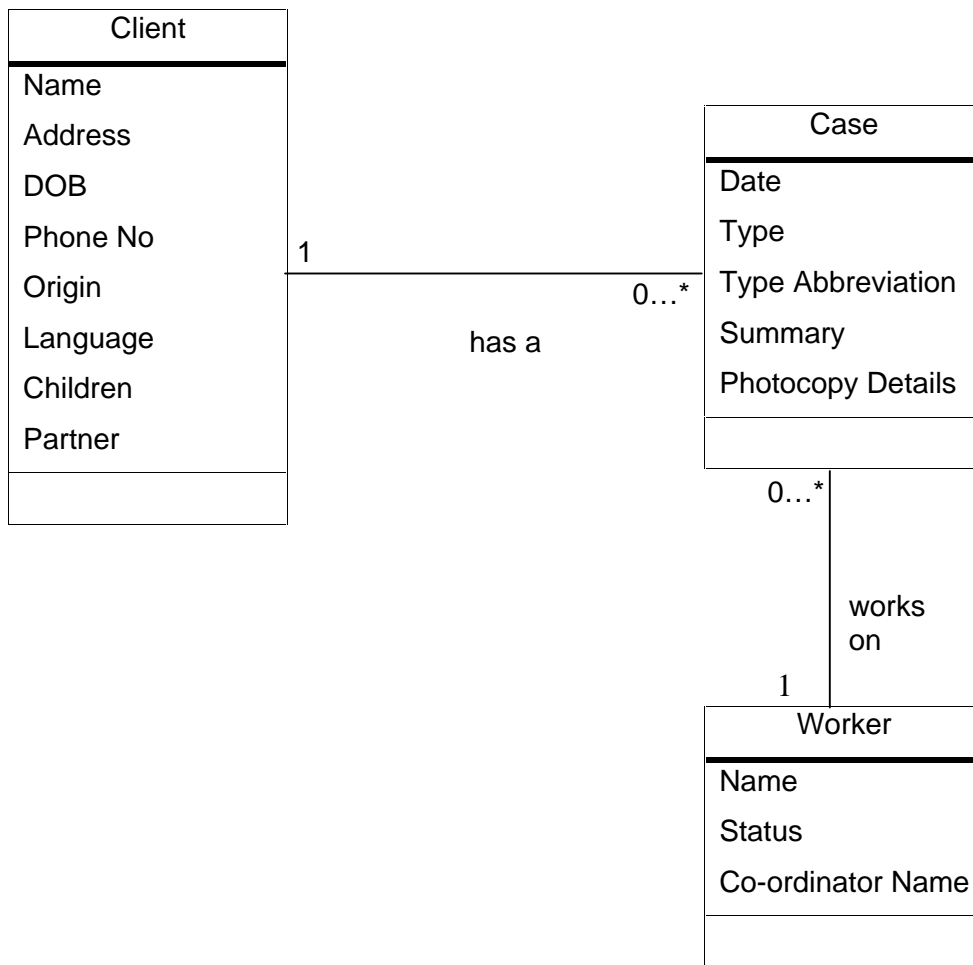 Client
Name
Address
DOB
Phone No
Origin
Language
Children
Partner
1
0…*
has a
Case
Date
Type
Type Abbreviation
Summary
Photocopy Details
0…*
works
on
1
Worker
Name
Status
Co-ordinator Name